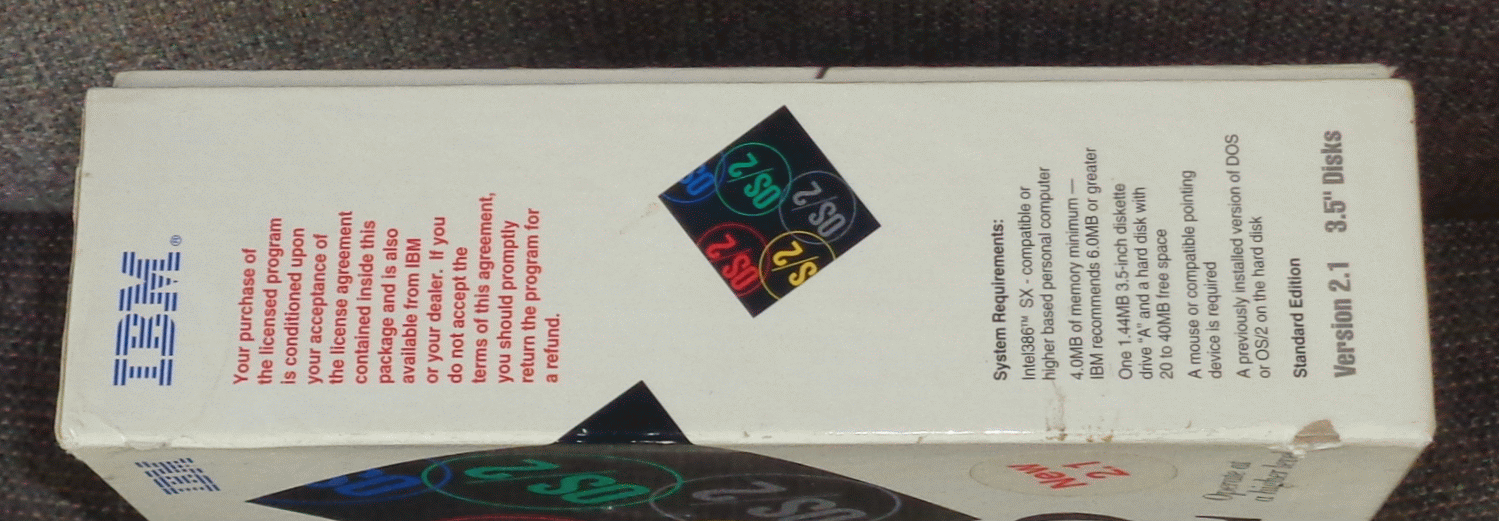 IBM®
Your purchase of
the licensed program
is conditioned upon
your acceptance of
the license agreement
contained inside this
package and is also
available from IBM
or your dealer. If you
do not accept the
terms of this agreement,
you should promptly
return the program for
a refund.
OS
OS/2
OS/2
OS/2
S/2
System Requirements:
Intel386™ SX - compatible or
higher based personal computer
4.0MB of memory minimum —
IBM recommends 6.0MB or greater
One 1.44MB 3.5-inch diskette
drive "A" and a hard disk with
20 to 40MB free space
A mouse or compatible pointing
device is required
A previously installed version of DOS
or OS/2 on the hard disk
Standard Edition
Version 2.1 3.5" Disks
IBM
OS
OS/2
OS/2
New
2.1
Operate at
a higher level